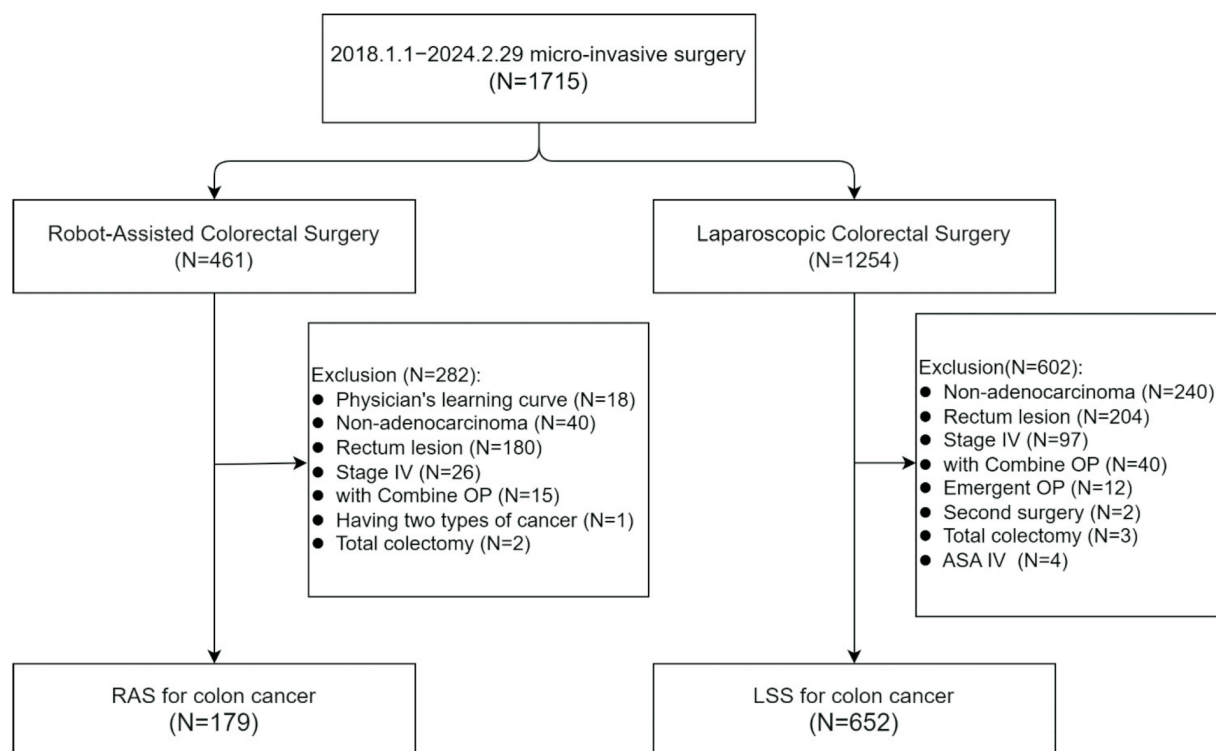 2018.1.1−2024.2.29 micro-invasive surgery
(N=1715)
Robot-Assisted Colorectal Surgery
(N=461)
Laparoscopic Colorectal Surgery
(N=1254)
Exclusion (N=282):
● Physician's learning curve (N=18)
● Non-adenocarcinoma (N=40)
● Rectum lesion (N=180)
● Stage IV (N=26)
● with Combine OP (N=15)
● Having two types of cancer (N=1)
● Total colectomy (N=2)
Exclusion(N=602):
● Non-adenocarcinoma (N=240)
● Rectum lesion (N=204)
● Stage IV (N=97)
● with Combine OP (N=40)
● Emergent OP (N=12)
● Second surgery (N=2)
● Total colectomy (N=3)
● ASA IV (N=4)
RAS for colon cancer
(N=179)
LSS for colon cancer
(N=652)